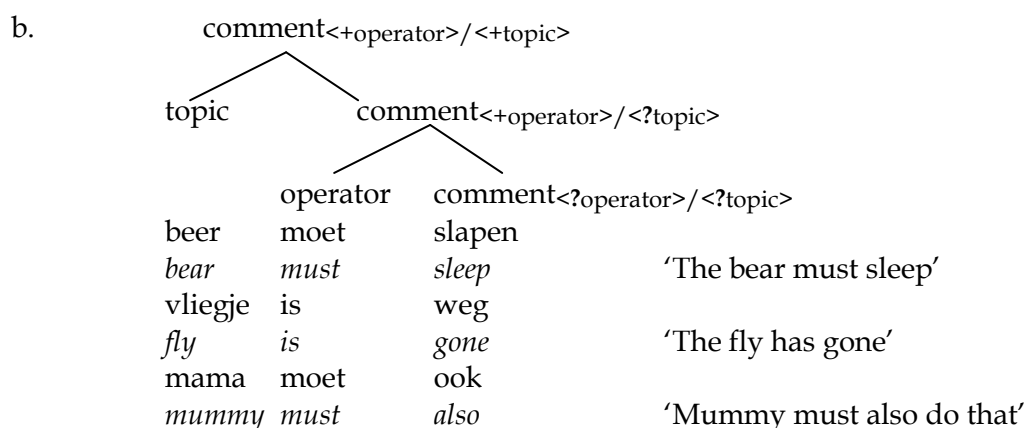 b. comment<+operator>/<+topic>
topic comment<+operator>/<?topic>
operator comment<?operator>/<?topic>
beer moet slapen
bear must sleep ‘The bear must sleep’
vliegje is weg
fly is gone ‘The fly has gone’
mama moet ook
mummy must also ‘Mummy must also do that’